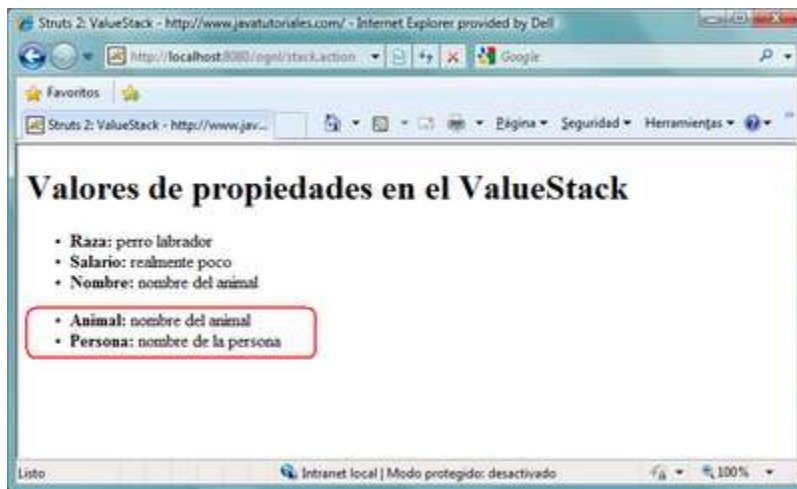 Struts 2: ValueStack - http://www.javatutoriales.com/ - Internet Explorer provided by Dell
http://localhost:8080/ognl/stack.action
Google
Favoritos
Struts 2: ValueStack - http://www.jav...
Página
Seguridad
Herramientas
Valores de propiedades en el ValueStack
• Raza: perro labrador
• Salario: realmente poco
• Nombre: nombre del animal
• Animal: nombre del animal
• Persona: nombre de la persona
Listo
Intranet local | Modo protegido: desactivado
100%